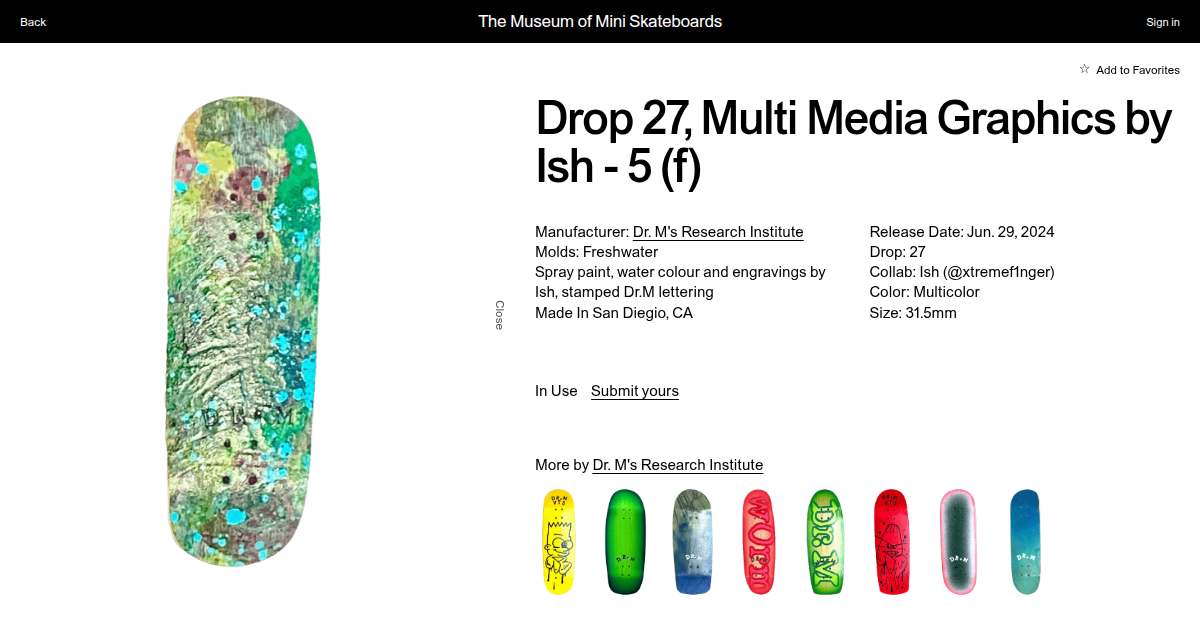 Back
The Museum of Mini Skateboards
Sign in
☆ Add to Favorites
Drop 27, Multi Media Graphics by
Ish - 5 (f)
Manufacturer: Dr. M's Research Institute
Molds: Freshwater
Spray paint, water colour and engravings by
Ish, stamped Dr.M lettering
Made In San Diegio, CA
Release Date: Jun. 29, 2024
Drop: 27
Collab: Ish (@xtremef1nger)
Color: Multicolor
Size: 31.5mm
Close
DR.M
In Use Submit yours
More by Dr. M's Research Institute